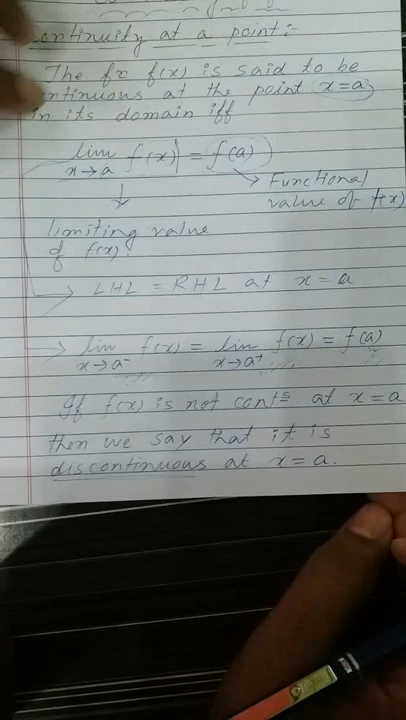 Continuity at a point:-
The fx f(x) is said to be
continuous at the point x=a
in its domain iff
lim f(x) = f(a)
x→a
→ Functional
value of f(x)
limiting value
of f(x).
→ LHL = RHL at x = a
→ lim f(x) = lim f(x) = f(a)
x→a⁻ x→a⁺
If f(x) is not conts at x=a
then we say that it is
discontinuous at x=a.